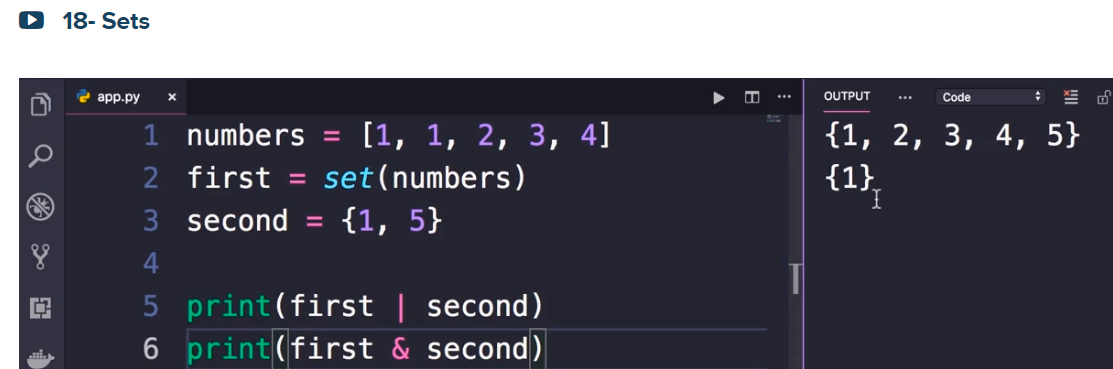 18- Sets
app.py ×
OUTPUT ... Code
1 numbers = [1, 1, 2, 3, 4]
2 first = set(numbers)
3 second = {1, 5}
4
5 print(first | second)
6 print(first & second)
{1, 2, 3, 4, 5}
{1}